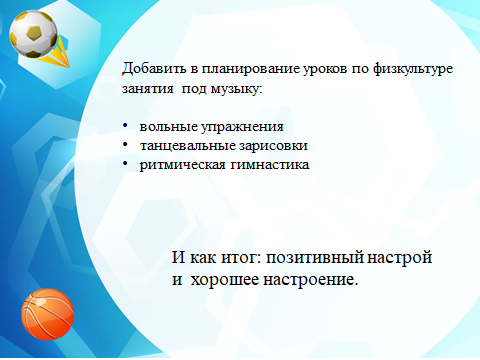 Добавить в планирование уроков по физкультуре
занятия под музыку:
• вольные упражнения
• танцевальные зарисовки
• ритмическая гимнастика
И как итог: позитивный настрой
и хорошее настроение.